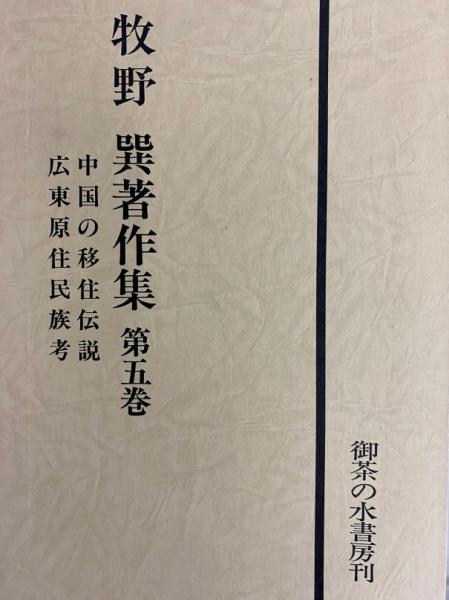 牧野巽著作集 第五巻
中国の移住伝説
広東原住民族考
御茶の水書房刊